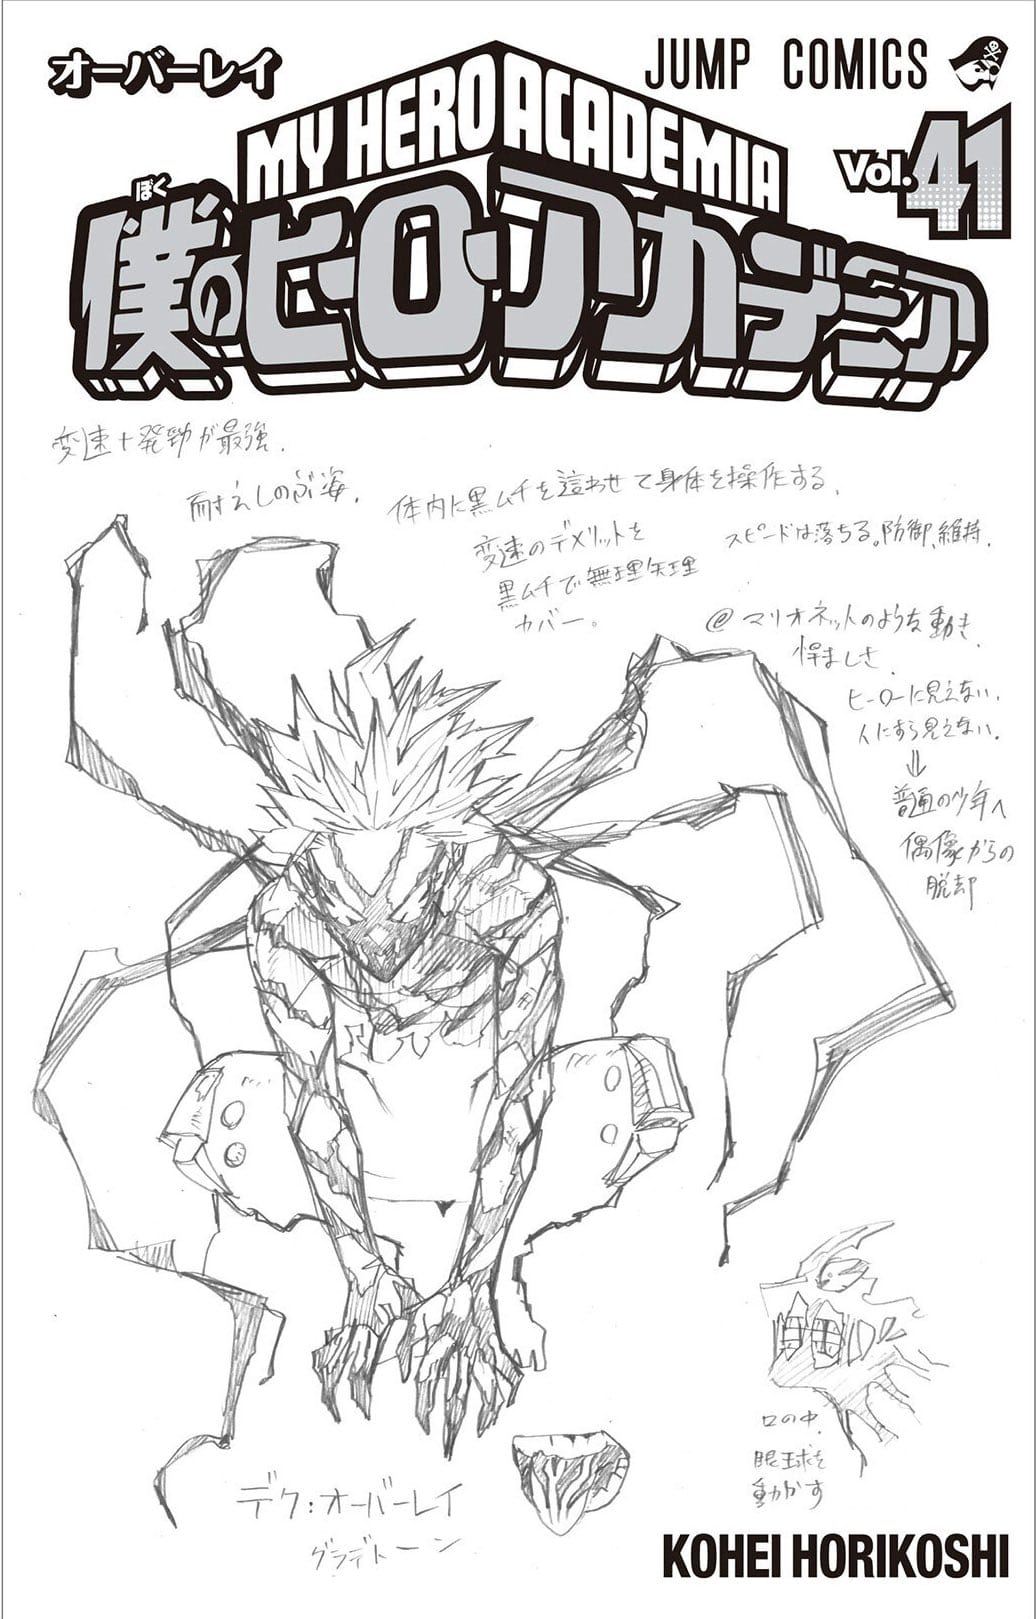 オーバーレイ
JUMP COMICS
MY HERO ACADEMIA
Vol.41
ぼく
僕のヒーローアカデミア
変速+発勁が最強.
耐えしのぶ姿.
体内に黒ムチを這わせて身体を操作する.
変速のデメリットを
黒ムチで無理矢理
カバー。
スピードは落ちる。防御、維持.
@マリオネットのような動き.
悍ましさ.
ヒーローに見えない.
人にすら見えない.
⇓
普通の少年へ
偶像からの
脱却
口の中.
眼球を
動かす
デク:オーバーレイ
グラデトーン
KOHEI HORIKOSHI